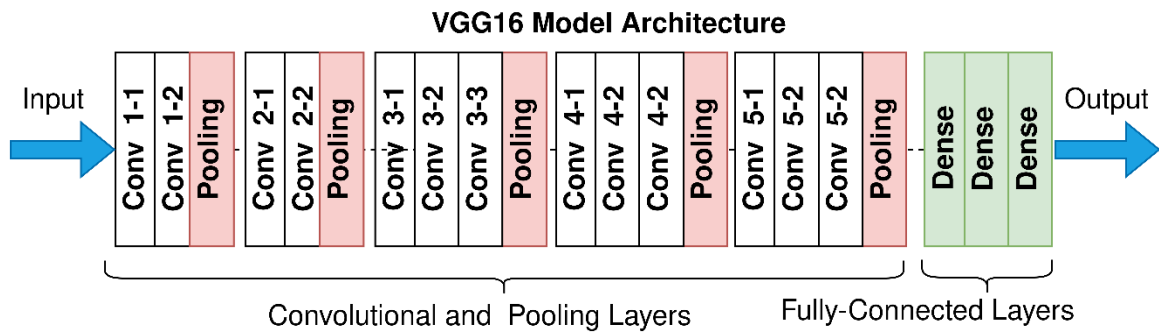 VGG16 Model Architecture
Input
Conv 1-1
Conv 1-2
Pooling
Conv 2-1
Conv 2-2
Pooling
Conv 3-1
Conv 3-2
Conv 3-3
Pooling
Conv 4-1
Conv 4-2
Conv 4-2
Pooling
Conv 5-1
Conv 5-2
Conv 5-2
Pooling
Dense
Dense
Dense
Output
Convolutional and Pooling Layers
Fully-Connected Layers